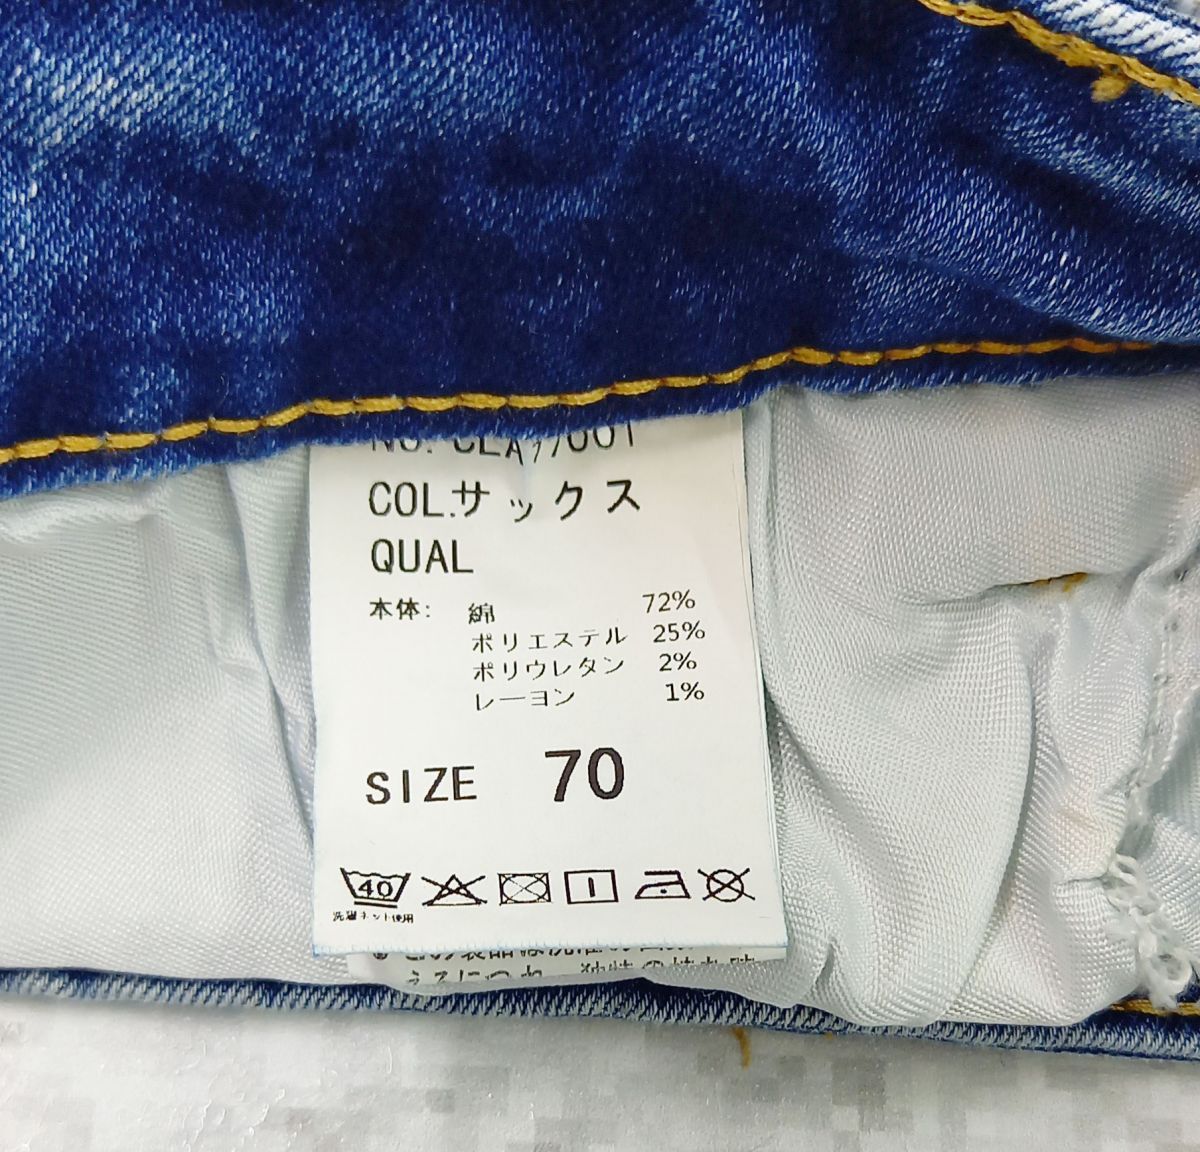 COL.サックス
QUAL
本体: 綿 72%
ポリエステル 25%
ポリウレタン 2%
レーヨン 1%
SIZE 70
40
洗濯ネット使用